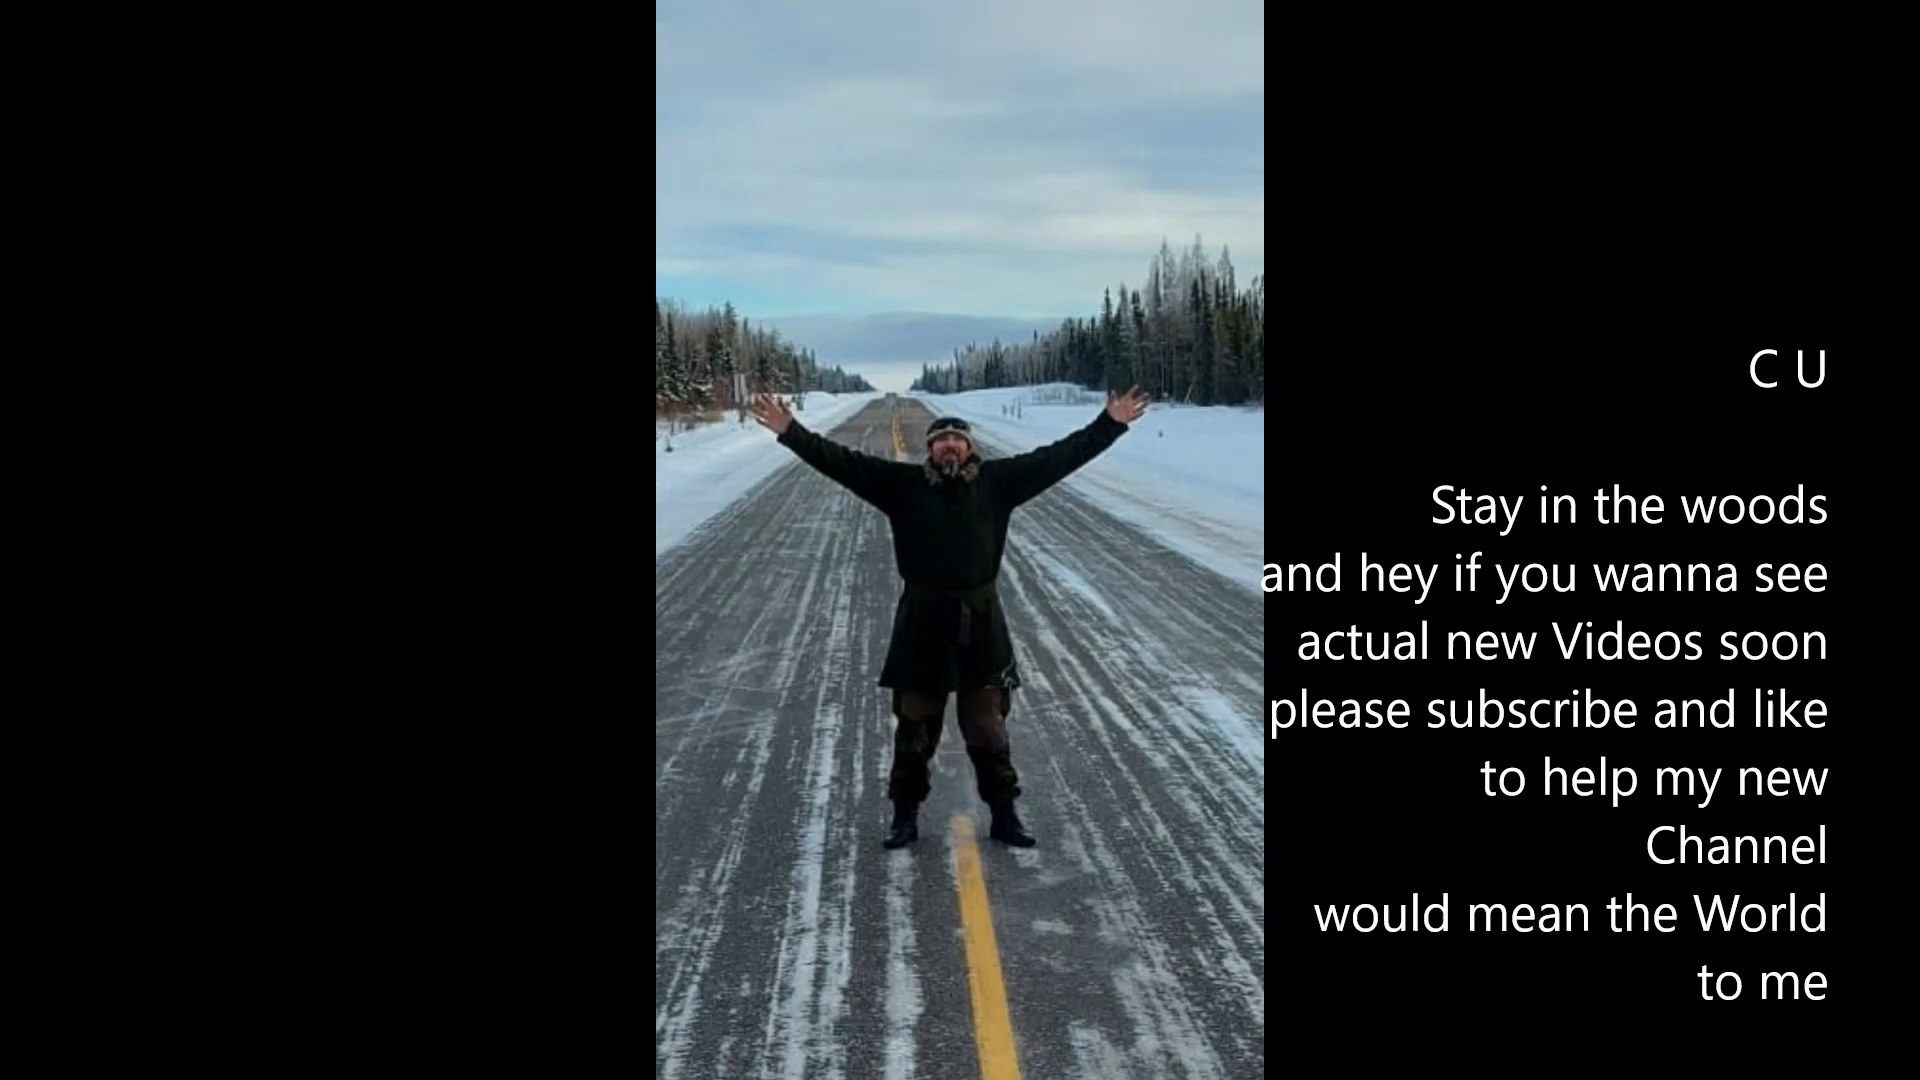 C U
Stay in the woods
and hey if you wanna see
actual new Videos soon
please subscribe and like
to help my new
Channel
would mean the World
to me